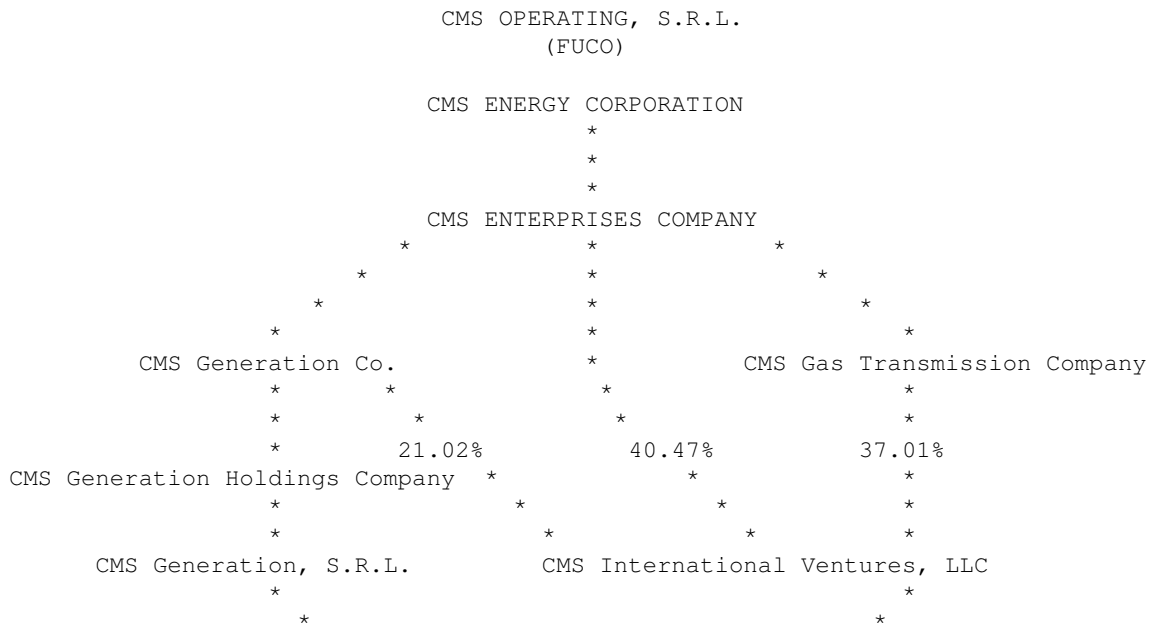 CMS OPERATING, S.R.L.
(FUCO)
CMS ENERGY CORPORATION
*
*
*
CMS ENTERPRISES COMPANY
* * *
* * *
* * *
* * *
CMS Generation Co. * CMS Gas Transmission Company
* * * *
* * * *
* 21.02% 40.47% 37.01%
CMS Generation Holdings Company * * *
* * * *
* * * *
CMS Generation, S.R.L. CMS International Ventures, LLC
* *
* *